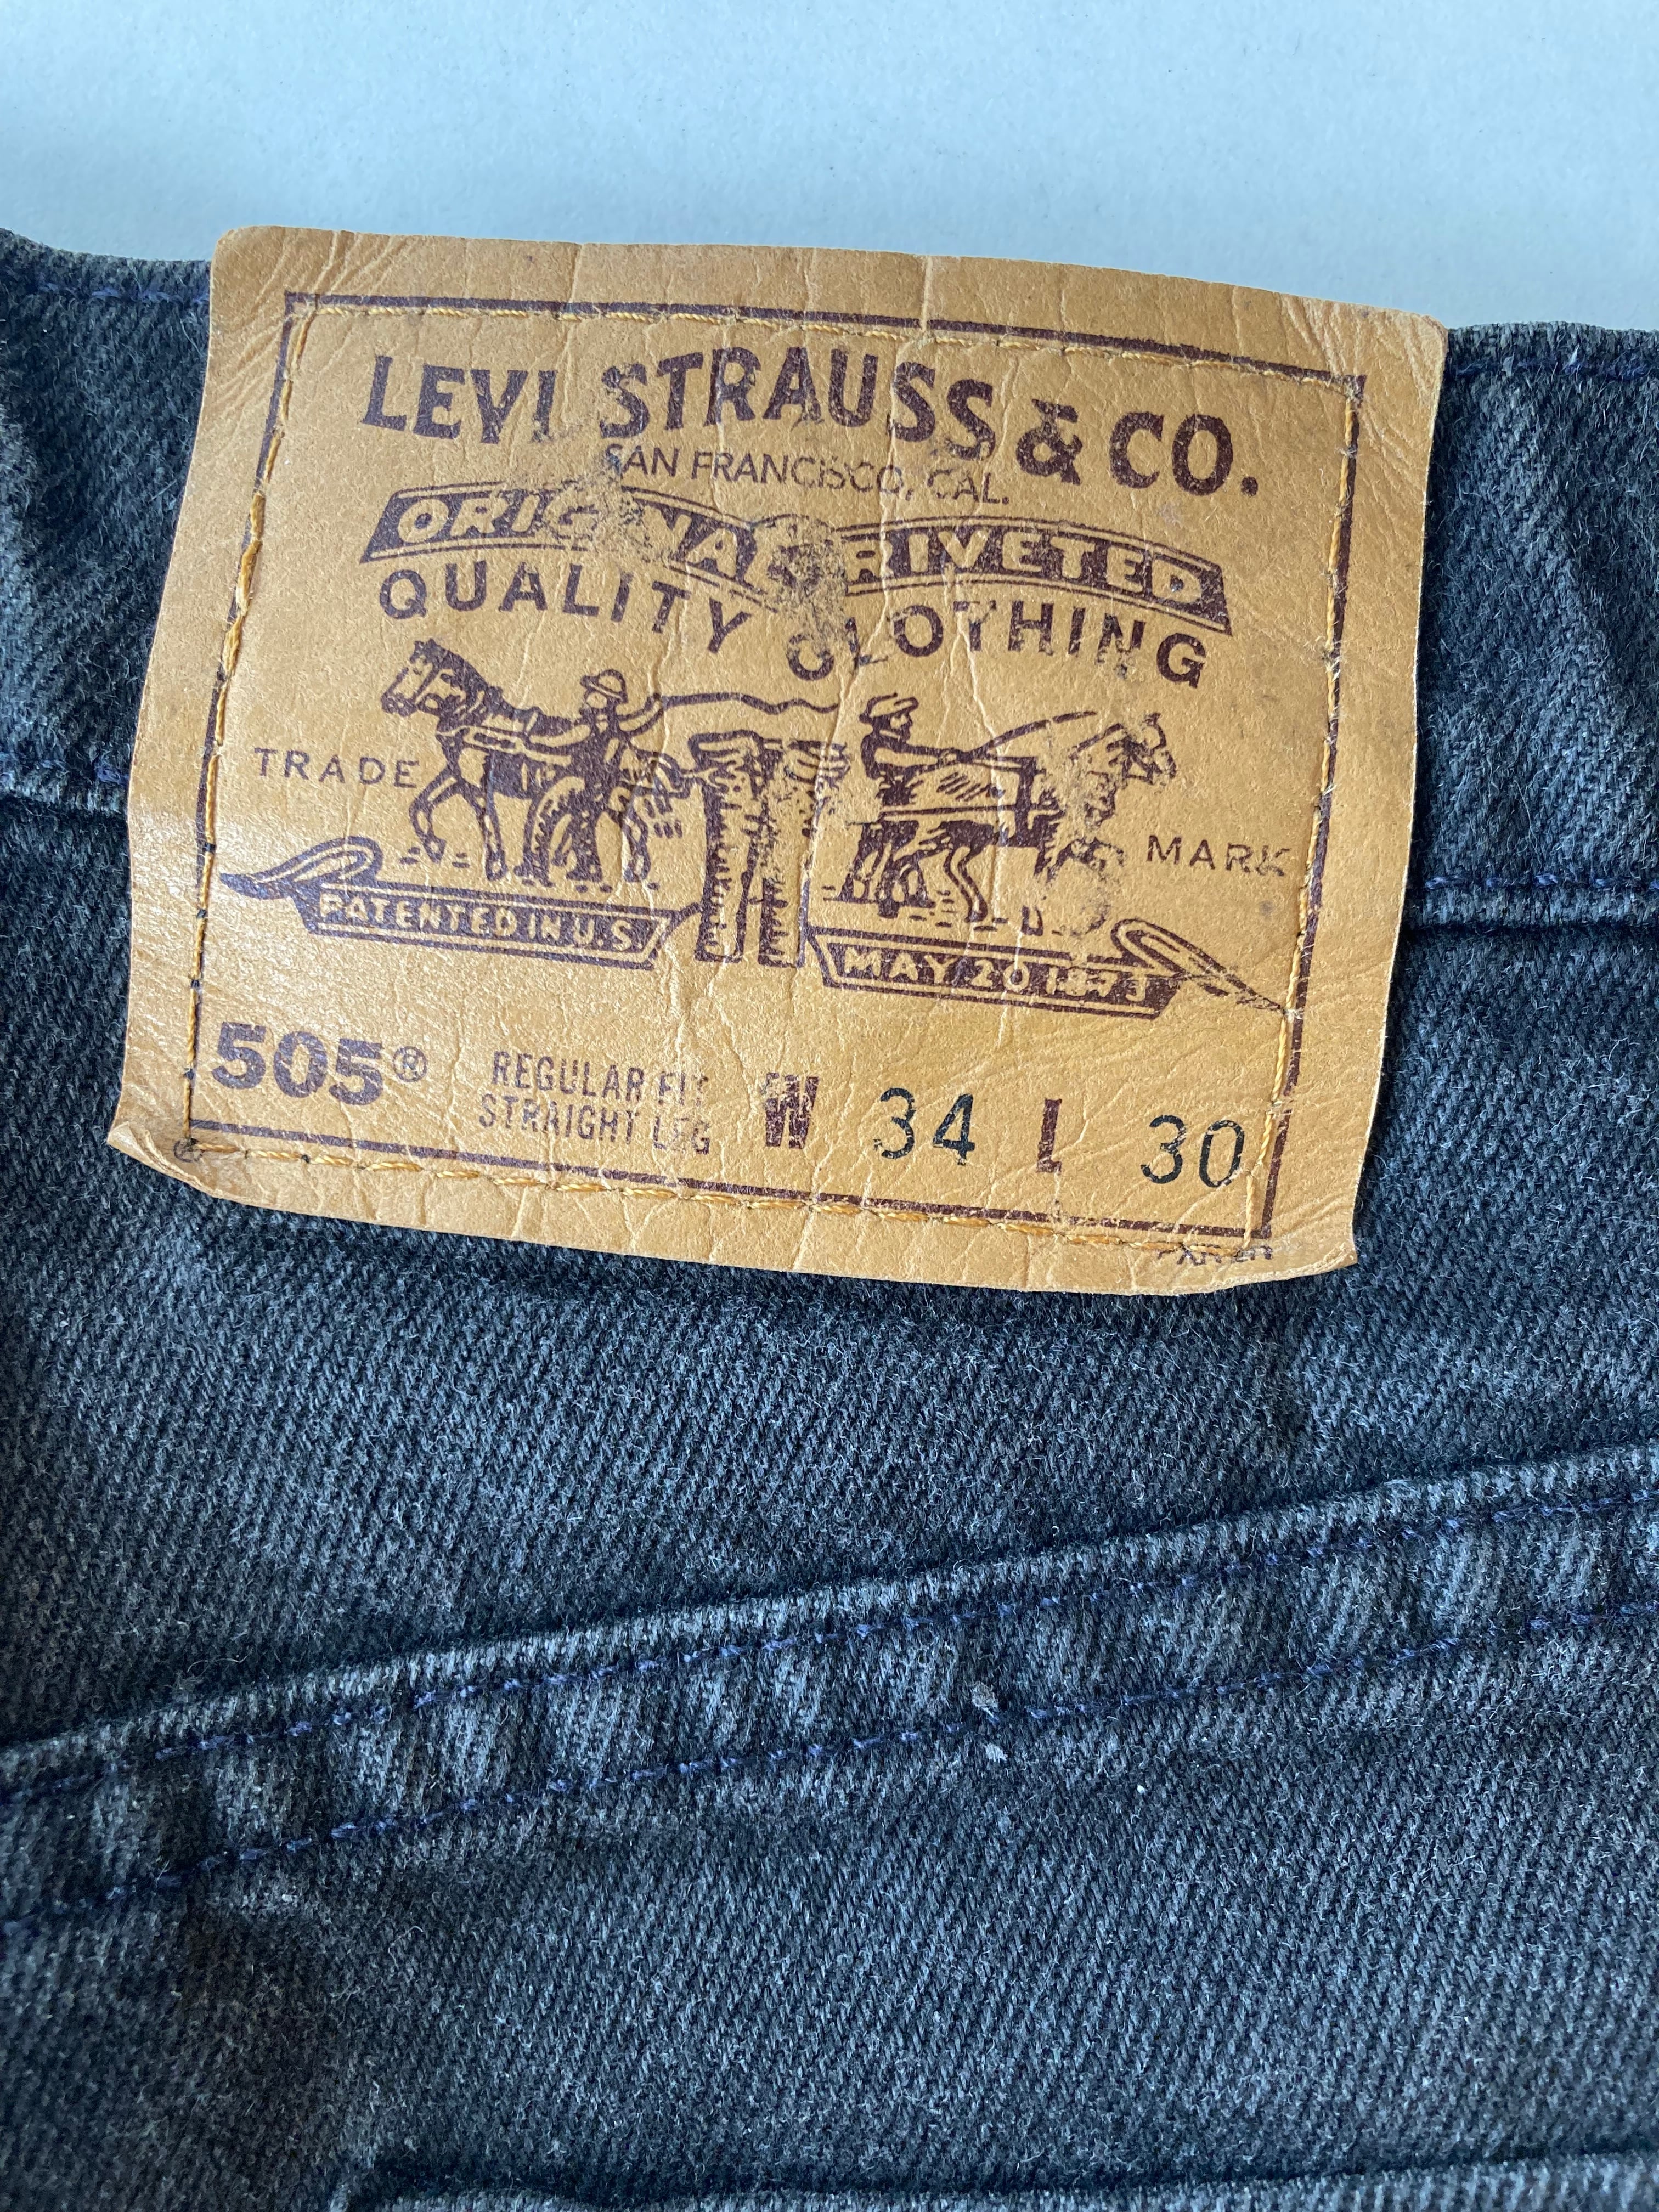 LEVI STRAUSS & CO.
SAN FRANCISCO, CAL.
ORIGINAL RIVETED
QUALITY CLOTHING
TRADE MARK
PATENTED IN U.S
MAY 20 1873
505®
REGULAR FIT
STRAIGHT LEG
W 34 L 30